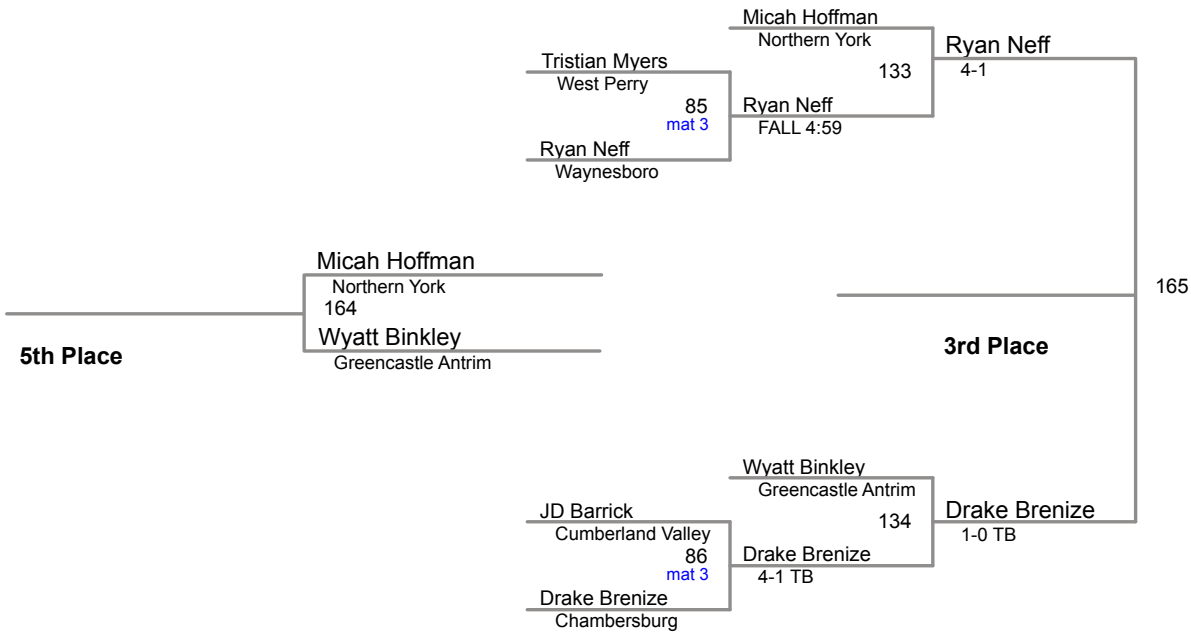 Micah Hoffman
Northern York
133
Ryan Neff
4-1
Tristian Myers
West Perry
85
mat 3
Ryan Neff
FALL 4:59
Ryan Neff
Waynesboro
Micah Hoffman
Northern York
164
Wyatt Binkley
Greencastle Antrim
5th Place
165
3rd Place
Wyatt Binkley
Greencastle Antrim
134
Drake Brenize
1-0 TB
JD Barrick
Cumberland Valley
86
mat 3
Drake Brenize
4-1 TB
Drake Brenize
Chambersburg